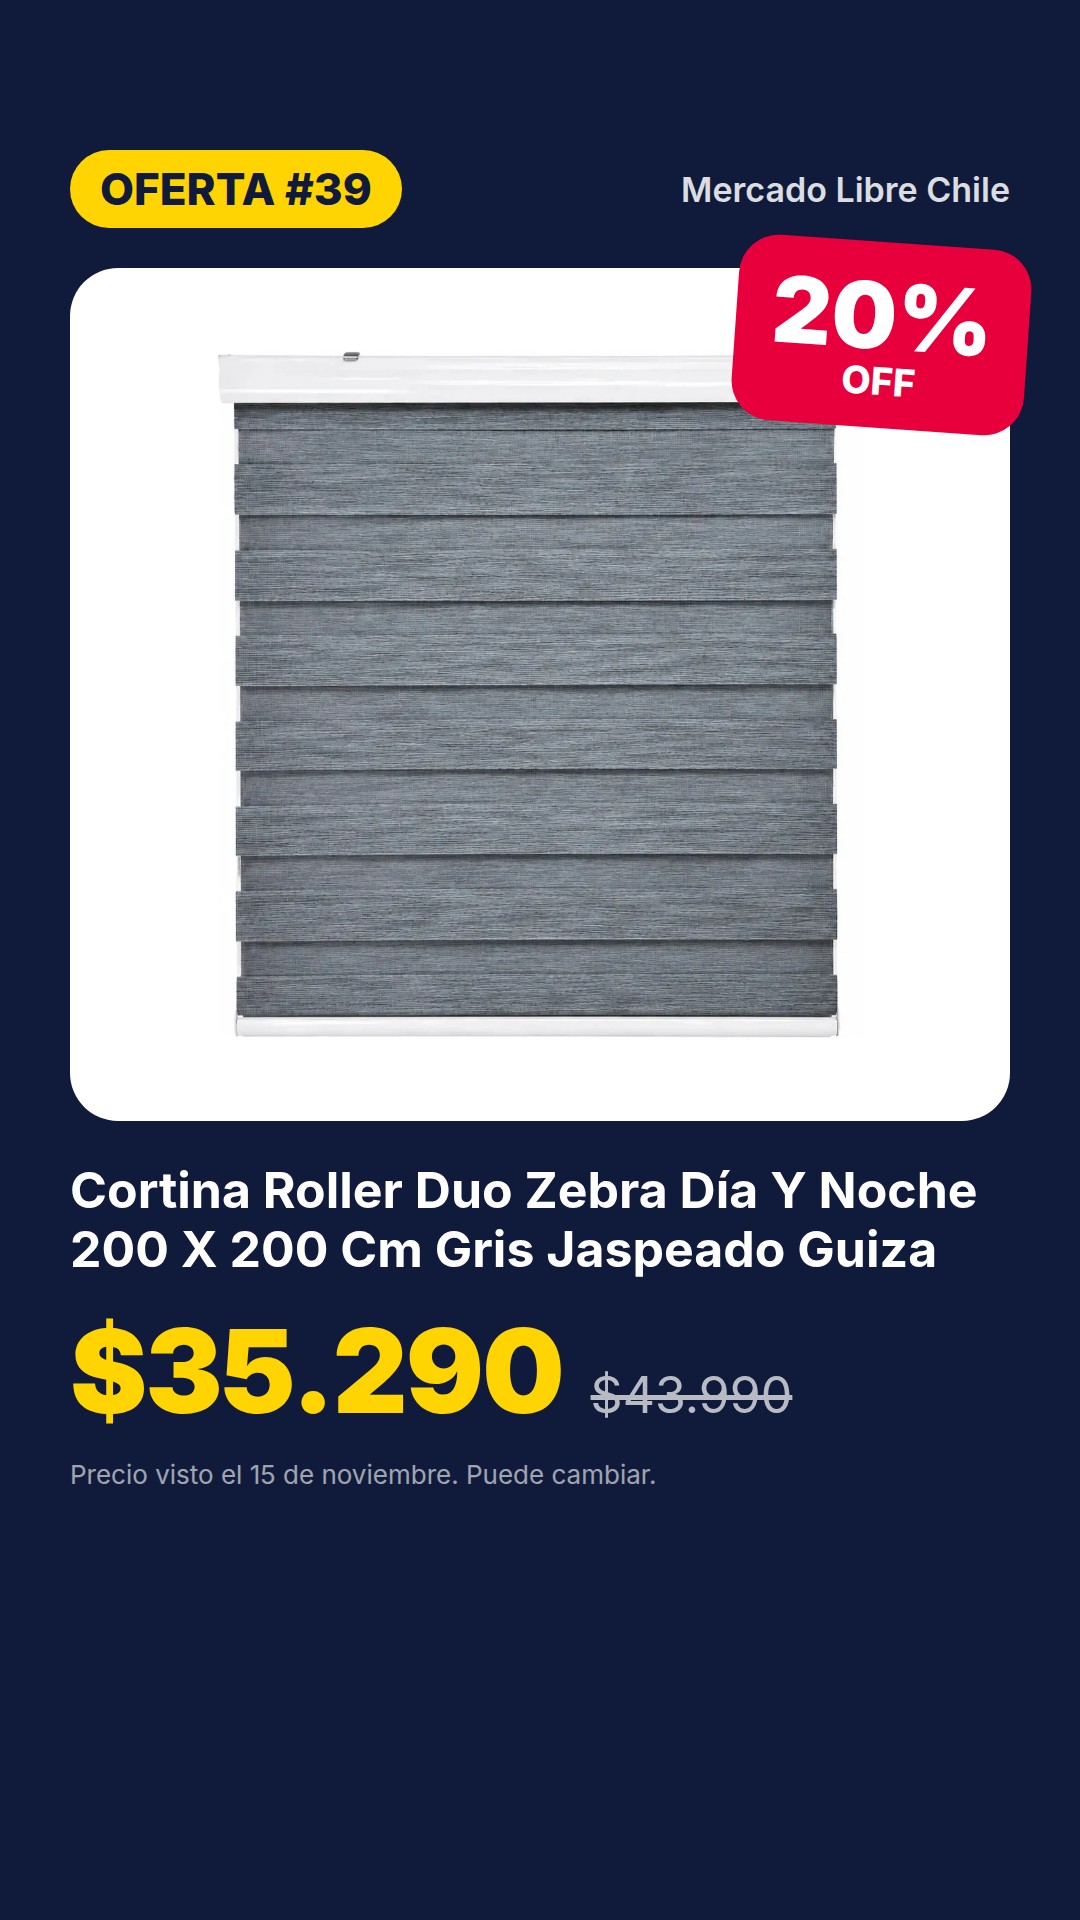 OFERTA #39
Mercado Libre Chile
20%
OFF
Cortina Roller Duo Zebra Día Y Noche
200 X 200 Cm Gris Jaspeado Guiza
$35.290 $43.990
Precio visto el 15 de noviembre. Puede cambiar.